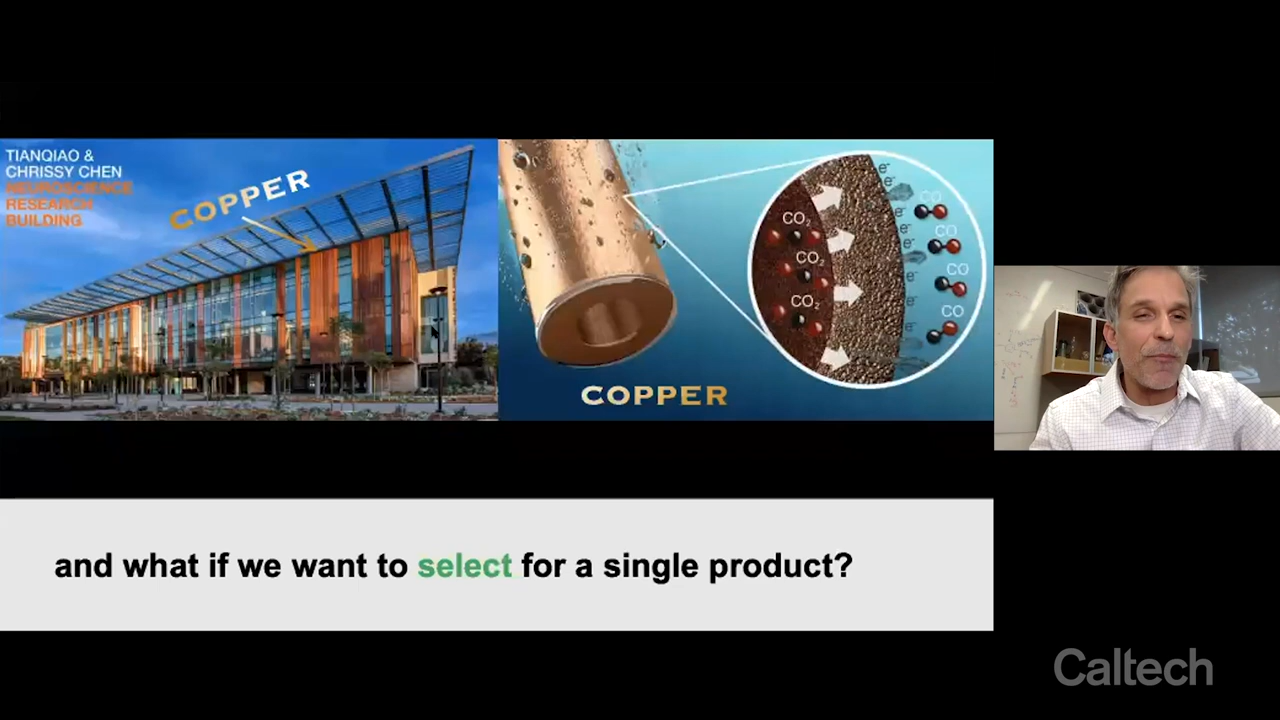 TIANQIAO &
CHRISSY CHEN
NEUROSCIENCE
RESEARCH
BUILDING
COPPER
CO₂
CO₂
CO₂
e⁻
e⁻
e⁻
e⁻
e⁻
e⁻
e⁻
CO
CO
CO
CO
COPPER
and what if we want to select for a single product?
Caltech